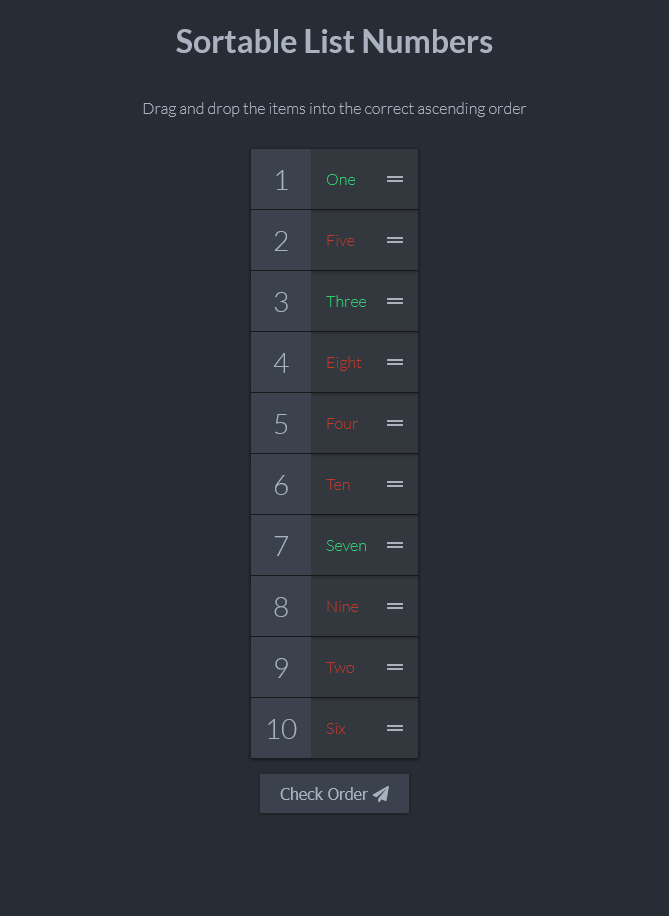 Sortable List Numbers
Drag and drop the items into the correct ascending order
1 One
2 Five
3 Three
4 Eight
5 Four
6 Ten
7 Seven
8 Nine
9 Two
10 Six
Check Order